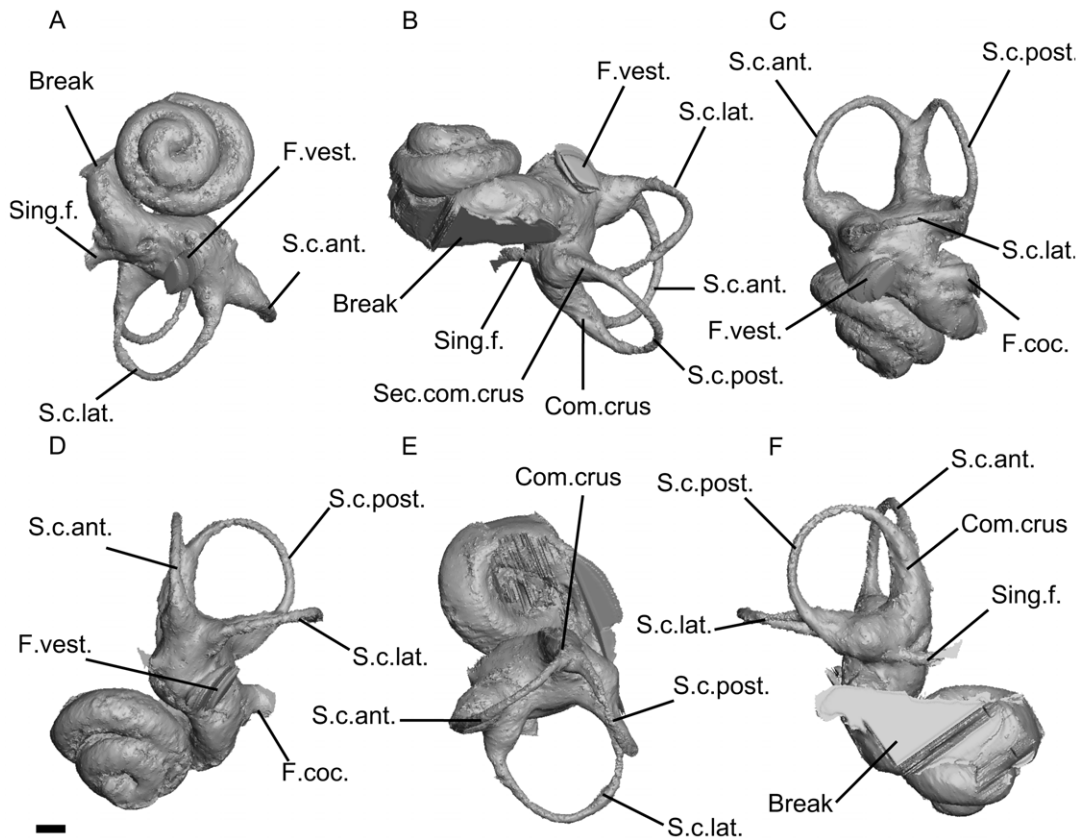 A
Break
F.vest.
Sing.f.
S.c.ant.
S.c.lat.
B
F.vest.
S.c.lat.
Break
S.c.ant.
Sing.f.
S.c.post.
Sec.com.crus
Com.crus
C
S.c.ant.
S.c.post.
S.c.lat.
F.vest.
F.coc.
D
S.c.post.
S.c.ant.
F.vest.
S.c.lat.
F.coc.
E
Com.crus
S.c.post.
S.c.ant.
S.c.lat.
F
S.c.ant.
S.c.post.
Com.crus
Sing.f.
S.c.lat.
Break